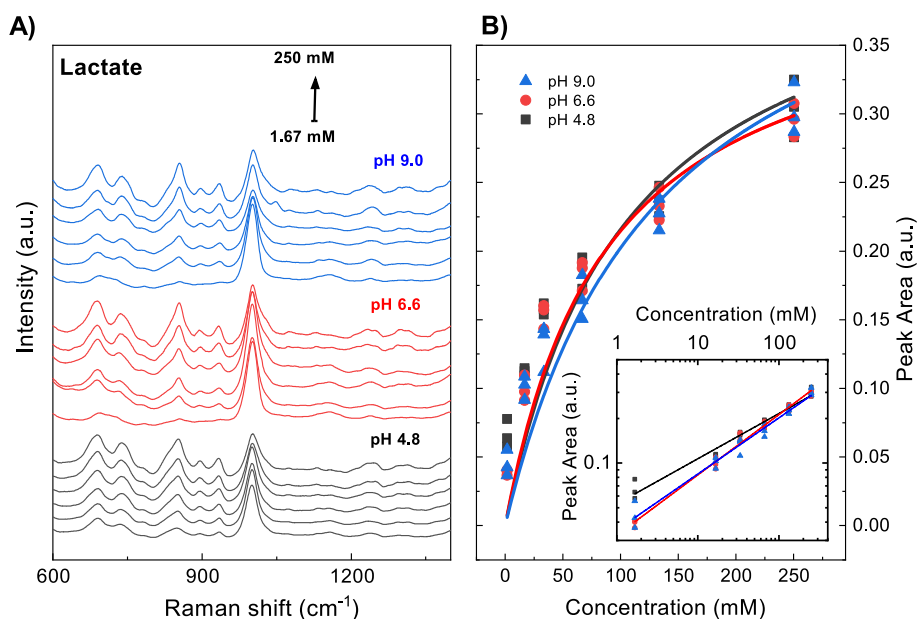 A)
Lactate
250 mM
1.67 mM
pH 9.0
pH 6.6
pH 4.8
Intensity (a.u.)
600
900
1200
Raman shift (cm⁻¹)
B)
pH 9.0
pH 6.6
pH 4.8
0.35
0.30
0.25
0.20
0.15
0.10
0.05
0.00
Peak Area (a.u.)
0
50
100
150
200
250
Concentration (mM)
Concentration (mM)
1
10
100
Peak Area (a.u.)
0.1